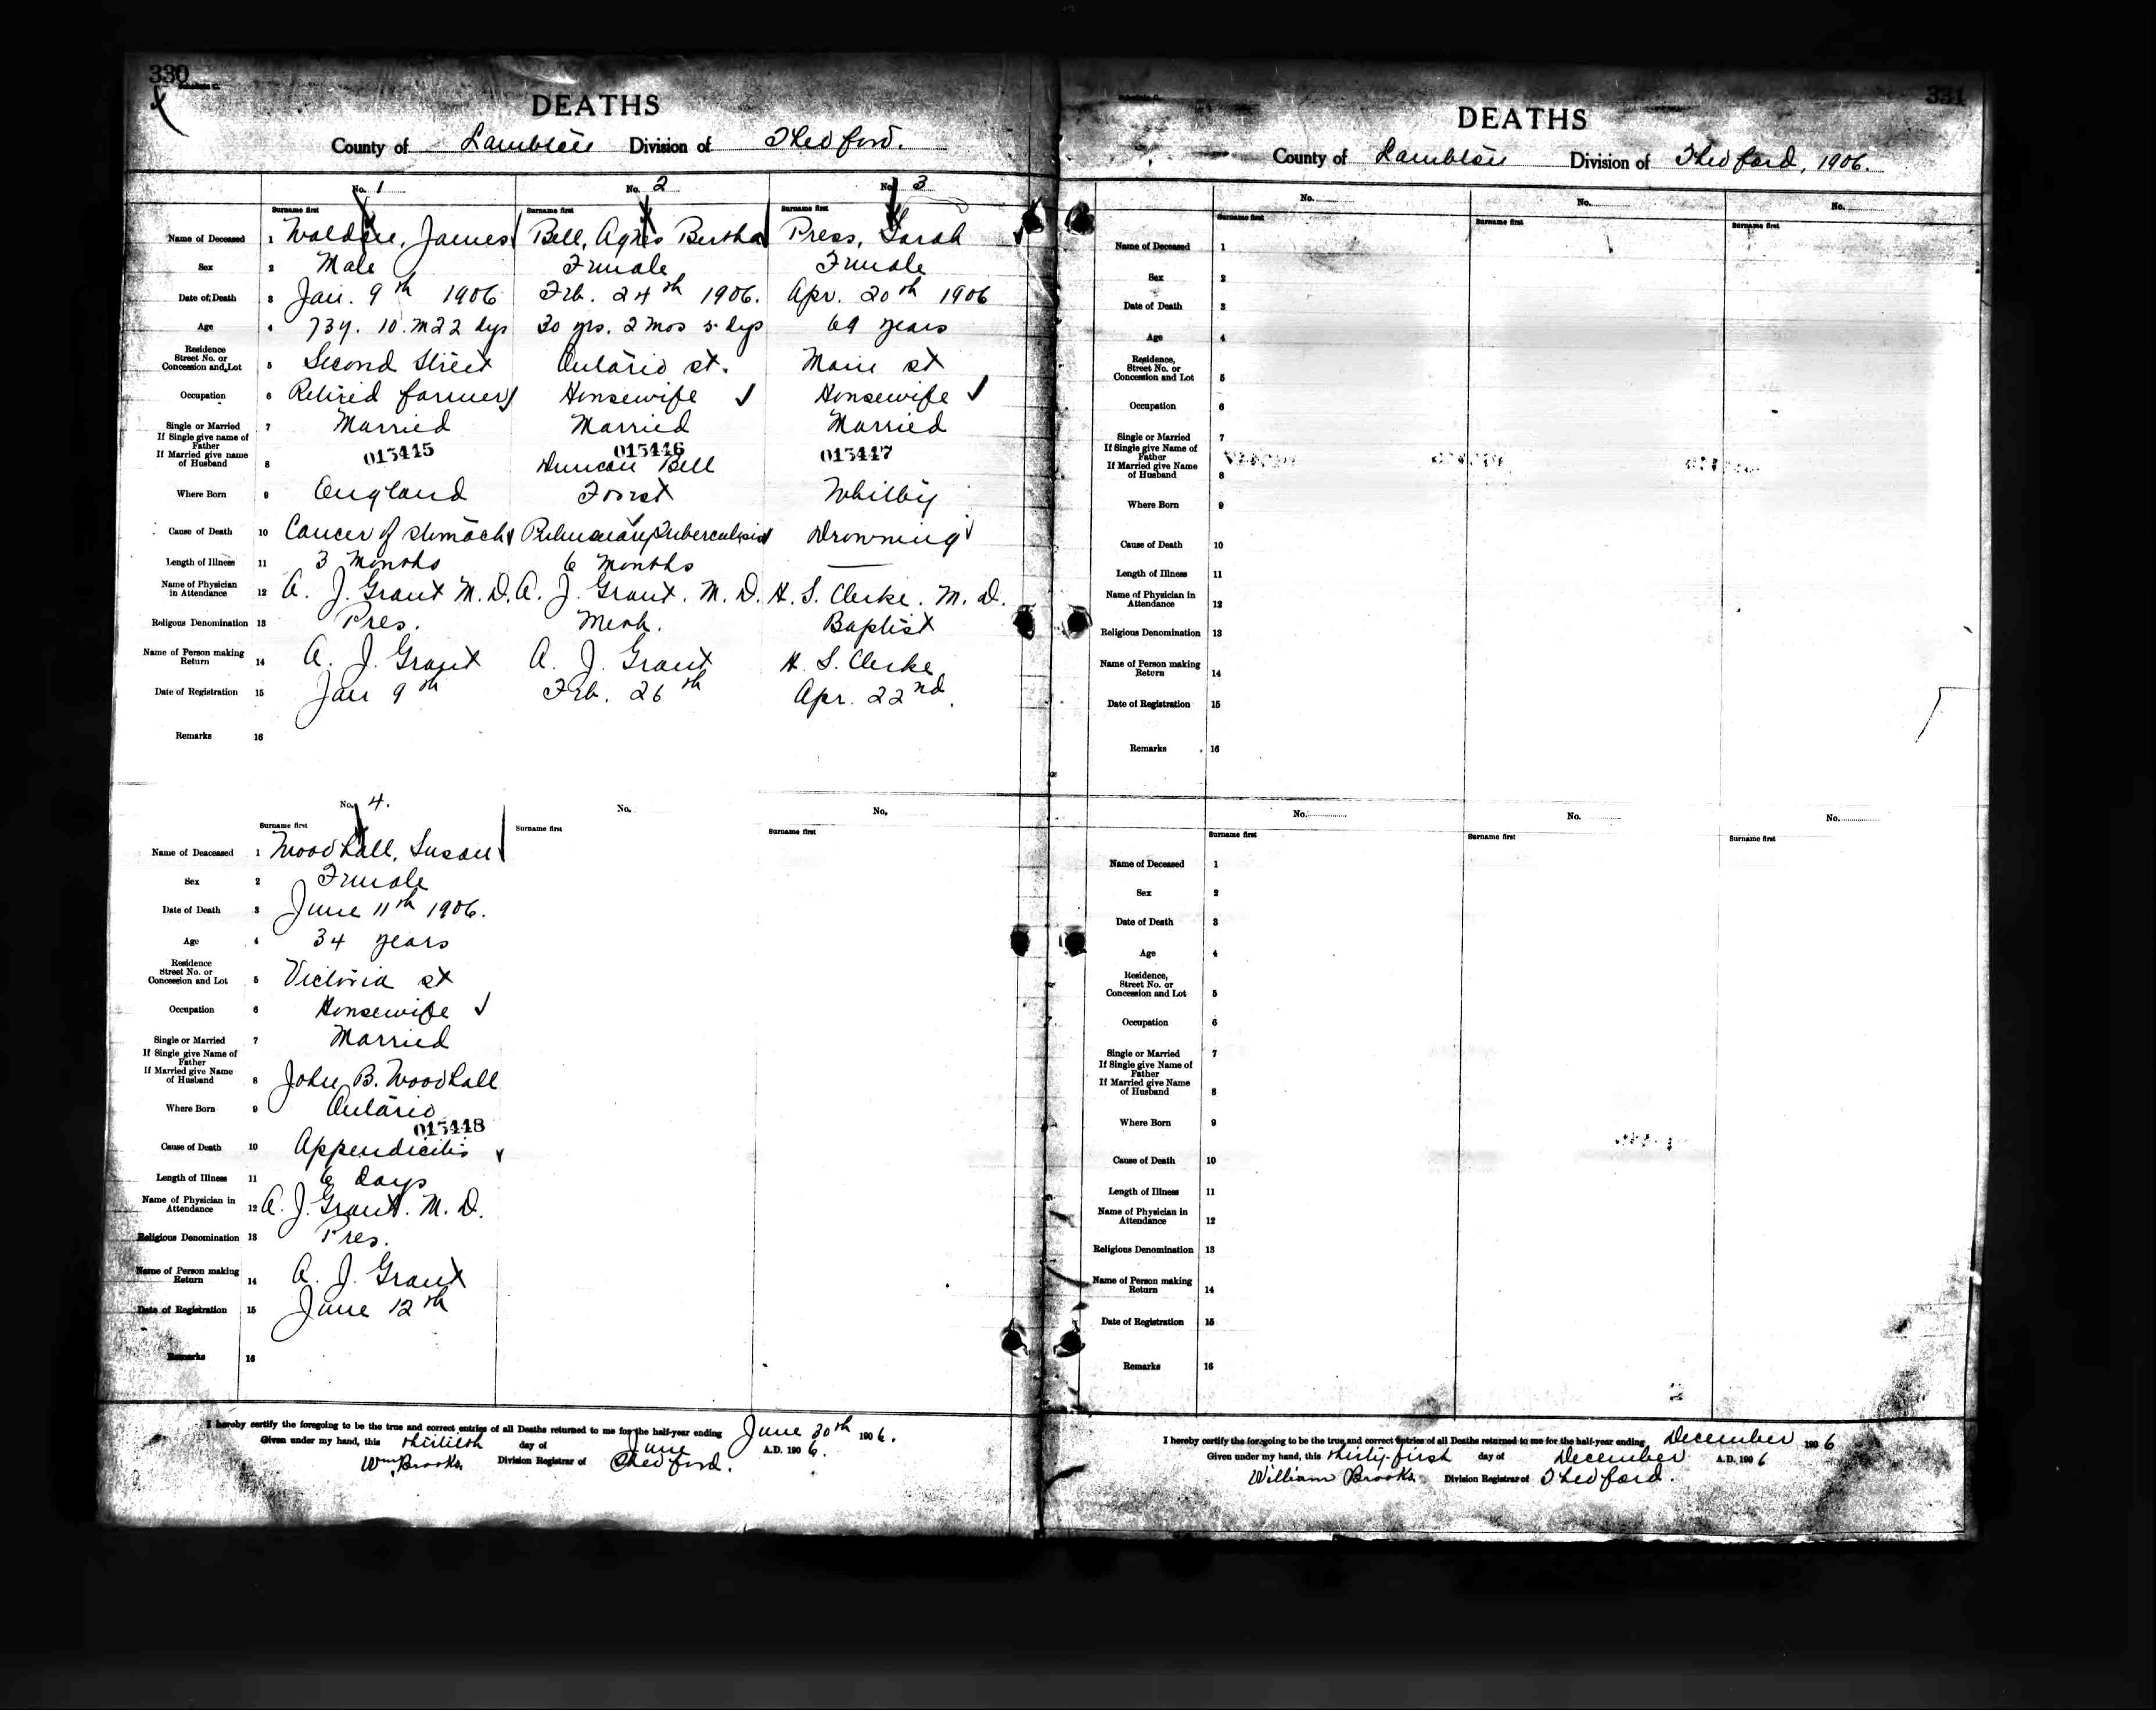 330
DEATHS
County of Lambton Division of Thedford.
No. 1 No. 2 No. 3
Surname first Surname first Surname first
Name of Deceased 1 James Bell, Agnes Bertha Press, Sarah
Sex 2 Male Female Female
Date of Death 3 Jan. 9th 1906 Feb. 24th 1906. Apr. 20th 1906
Age 4 73y. 10. m 22 dys 30 yrs. 2 mos 5 dys 69 years
Residence
Street No. or
Concession and Lot 5 Second Street Ontario st. Main st
Occupation 6 Retired farmer Housewife Housewife
Single or Married 7 Married Married Married
If Single give name of
Father
If Married give name
of Husband 8 015445 015446 Duncan Bell 015447
Where Born 9 England Forest Whitby
Cause of Death 10 Cancer of stomach Pulmonary Tuberculosis Drowning
Length of Illness 11 3 Months 6 Months —
Name of Physician
in Attendance 12 A. J. Grant M.D. A. J. Grant. M. D. H. S. Clerke. M. D.
Religous Denomination 13 Pres. Meth. Baptist
Name of Person making
Return 14 A. J. Grant A. J. Grant H. S. Clerke
Date of Registration 15 Jan 9th Feb. 26th Apr. 22nd.
Remarks 16
No. 4. No. No.
Surname first Surname first Surname first
Name of Deaceased 1 Woodhall, Susan
Sex 2 Female
Date of Death 3 June 11th 1906.
Age 4 34 years
Residence
Street No. or
Concession and Lot 5 Victoria st
Occupation 6 Housewife
Single or Married 7 Married
If Single give Name of
Father
If Married give Name
of Husband 8 John B. Woodhall
Where Born 9 Ontario
015448
Cause of Death 10 Appendicitis
Length of Illness 11 6 days
Name of Physician in
Attendance 12 A. J. Grant. M. D.
Religious Denomination 13 Pres.
Name of Person making
Return 14 A. J. Grant
Date of Registration 15 June 12th
Remarks 16
I hereby certify the foregoing to be the true and correct entries of all Deaths returned to me for the half-year ending June 30th 1906.
Given under my hand, this thirtieth day of June A.D. 1906.
Wm Brooks, Division Registrar of Thedford.
331
DEATHS
County of Lambton Division of Thedford, 1906.
No. No. No.
Surname first Surname first Surname first
Name of Deceased 1
Sex 2
Date of Death 3
Age 4
Residence,
Street No. or
Concession and Lot 5
Occupation 6
Single or Married 7
If Single give Name of
Father
If Married give Name
of Husband 8
Where Born 9
Cause of Death 10
Length of Illness 11
Name of Physician in
Attendance 12
Religious Denomination 13
Name of Person making
Return 14
Date of Registration 15
Remarks 16
No. No. No.
Surname first Surname first Surname first
Name of Deceased 1
Sex 2
Date of Death 3
Age 4
Residence,
Street No. or
Concession and Lot 5
Occupation 6
Single or Married 7
If Single give Name of
Father
If Married give Name
of Husband 8
Where Born 9
Cause of Death 10
Length of Illness 11
Name of Physician in
Attendance 12
Religious Denomination 13
Name of Person making
Return 14
Date of Registration 15
Remarks 16
I hereby certify the foregoing to be the true and correct entries of all Deaths returned to me for the half-year ending December 1906
Given under my hand, this thirty-first day of December A.D. 1906
William Brooks Division Registrar of Thedford.